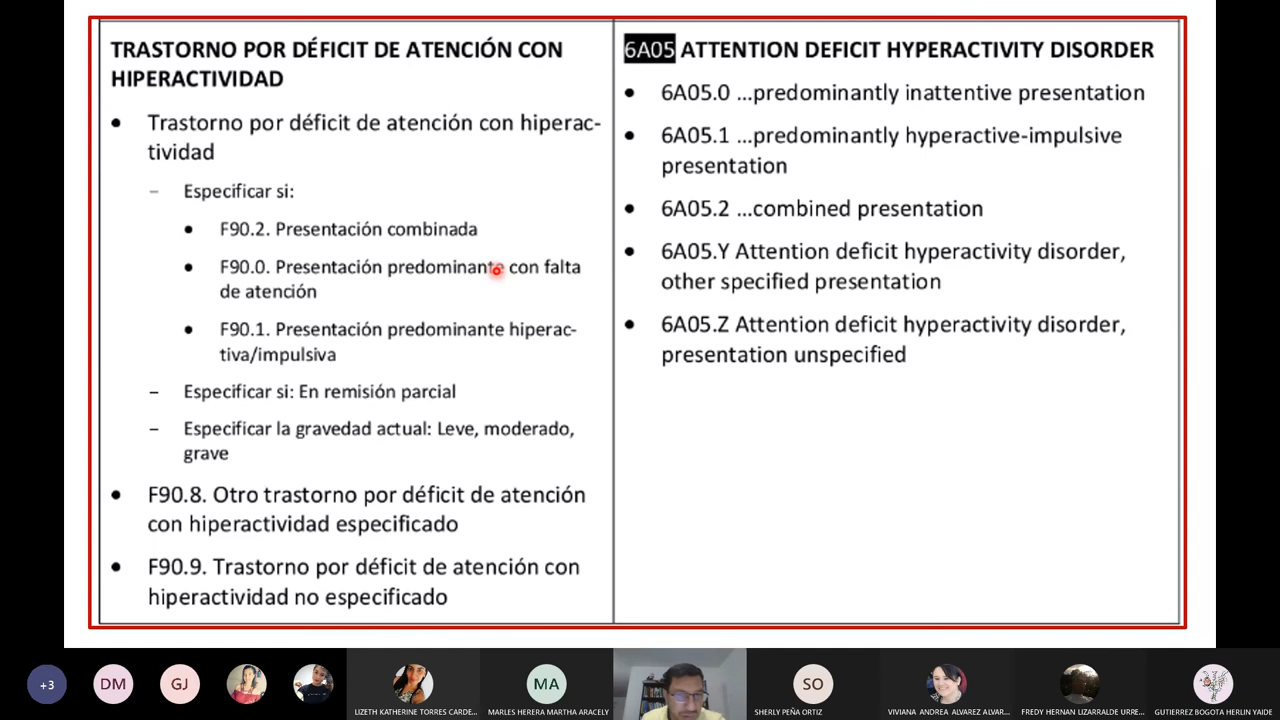 TRASTORNO POR DÉFICIT DE ATENCIÓN CON
HIPERACTIVIDAD
• Trastorno por déficit de atención con hiperac-
tividad
– Especificar si:
• F90.2. Presentación combinada
• F90.0. Presentación predominante con falta
de atención
• F90.1. Presentación predominante hiperac-
tiva/impulsiva
– Especificar si: En remisión parcial
– Especificar la gravedad actual: Leve, moderado,
grave
• F90.8. Otro trastorno por déficit de atención
con hiperactividad especificado
• F90.9. Trastorno por déficit de atención con
hiperactividad no especificado
6A05 ATTENTION DEFICIT HYPERACTIVITY DISORDER
• 6A05.0 ...predominantly inattentive presentation
• 6A05.1 ...predominantly hyperactive-impulsive
presentation
• 6A05.2 ...combined presentation
• 6A05.Y Attention deficit hyperactivity disorder,
other specified presentation
• 6A05.Z Attention deficit hyperactivity disorder,
presentation unspecified
+3
DM
GJ
LIZETH KATHERINE TORRES CARDE...
MA
MARLES HERERA MARTHA ARACELY
SO
SHERLY PEÑA ORTIZ
VIVIANA ANDREA ALVAREZ ALVAR...
FREDY HERNAN LIZARRALDE URRE...
GUTIERREZ BOGOTA HERLIN YAIDE